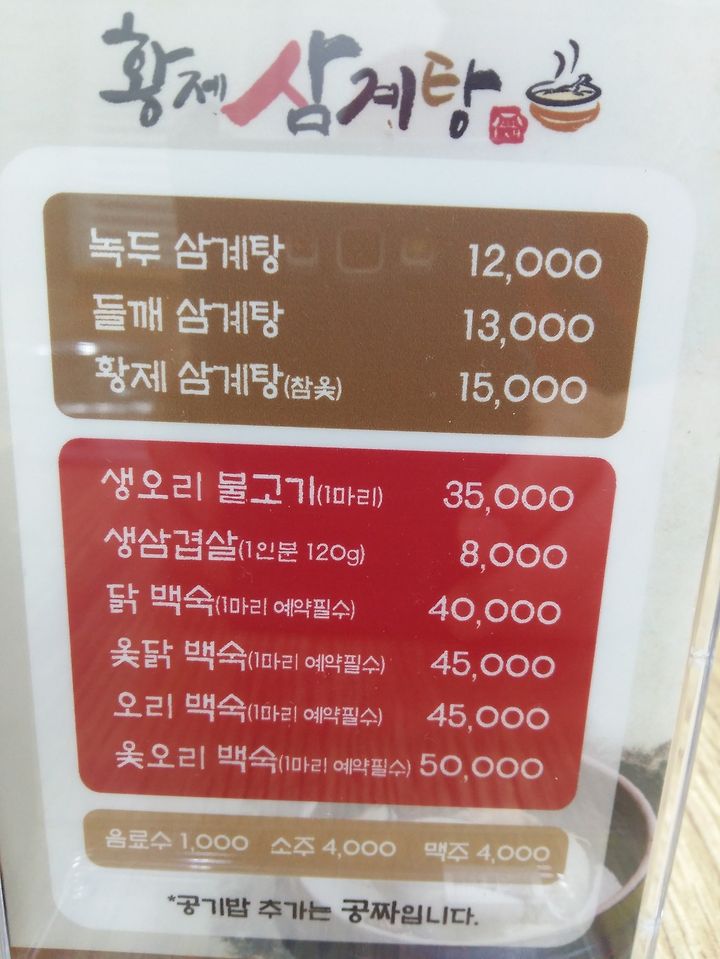 황제 삼계탕
녹두 삼계탕 12,000
들깨 삼계탕 13,000
황제 삼계탕(참옻) 15,000
생오리 불고기(1마리) 35,000
생삼겹살(1인분 120g) 8,000
닭 백숙(1마리 예약필수) 40,000
옻닭 백숙(1마리 예약필수) 45,000
오리 백숙(1마리 예약필수) 45,000
옻오리 백숙(1마리 예약필수) 50,000
음료수 1,000 소주 4,000 맥주 4,000
*공기밥 추가는 공짜입니다.